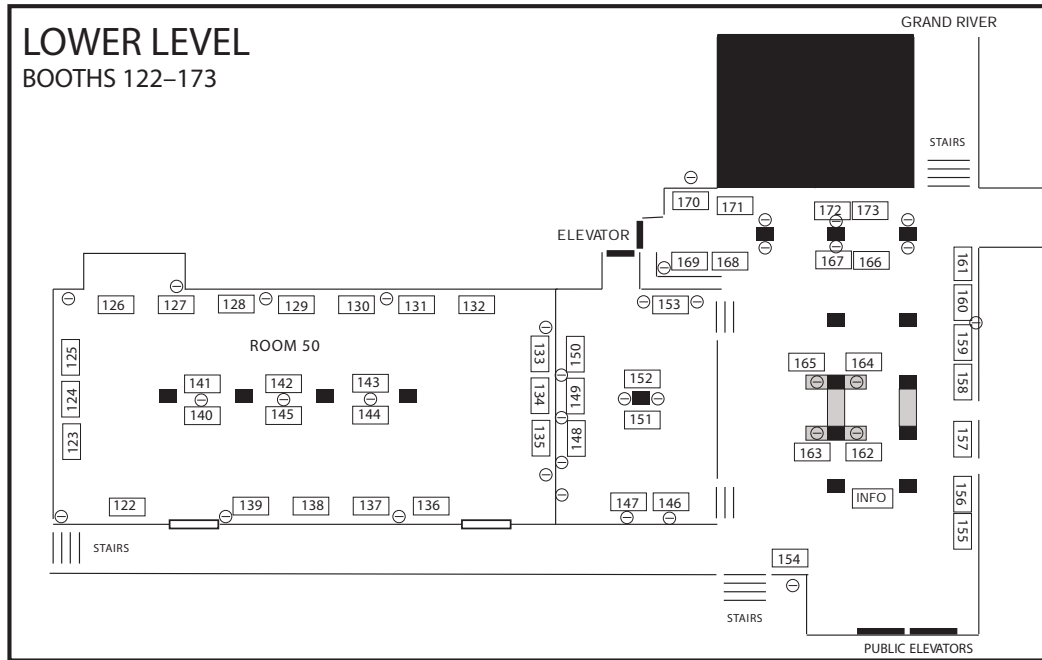 LOWER LEVEL
BOOTHS 122–173
GRAND RIVER
STAIRS
170 171 172 173
ELEVATOR
169 168 167 166
161
160
159
158
157
156
155
126 127 128 129 130 131 132
153
ROOM 50
125
124
123
133
134
135
150
149
148
141 142 143
140 145 144
152
151
165 164
163 162
INFO
122 139 138 137 136
147 146
STAIRS
154
STAIRS
PUBLIC ELEVATORS